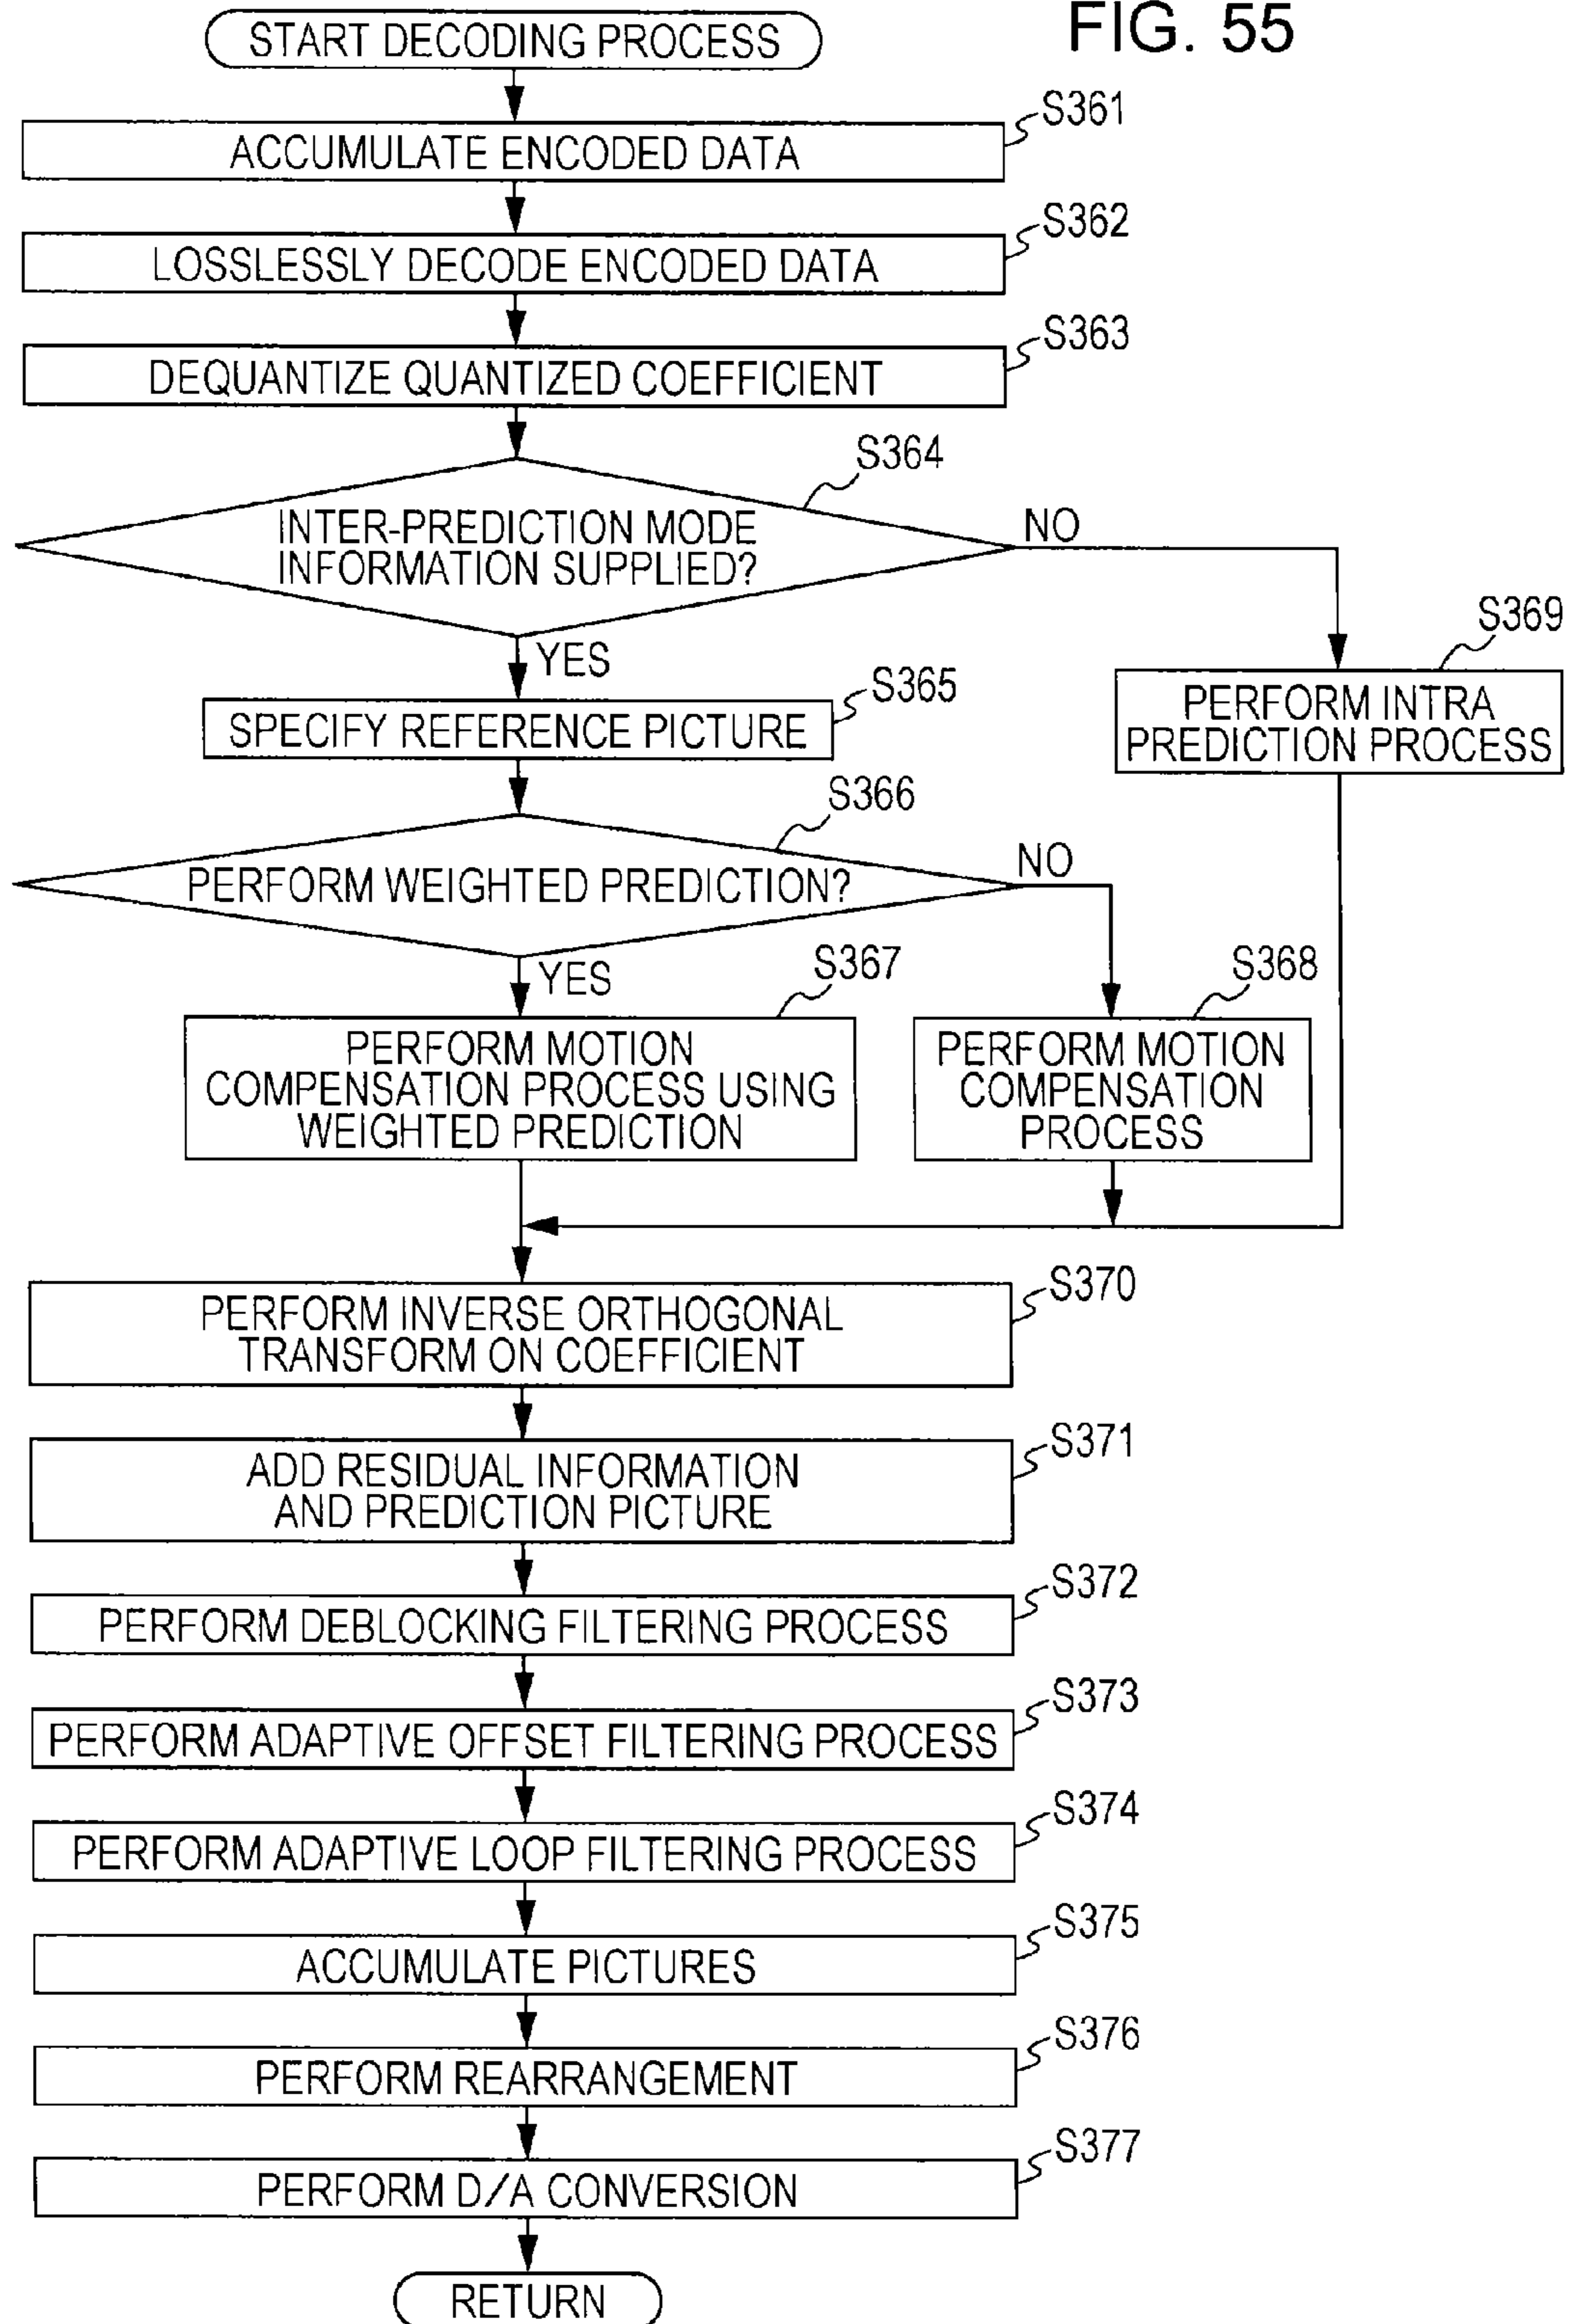 FIG. 55
START DECODING PROCESS
S361
ACCUMULATE ENCODED DATA
S362
LOSSLESSLY DECODE ENCODED DATA
S363
DEQUANTIZE QUANTIZED COEFFICIENT
S364
INTER-PREDICTION MODE
INFORMATION SUPPLIED?
NO
YES
S369
PERFORM INTRA
PREDICTION PROCESS
S365
SPECIFY REFERENCE PICTURE
S366
PERFORM WEIGHTED PREDICTION?
NO
YES
S367
PERFORM MOTION
COMPENSATION PROCESS USING
WEIGHTED PREDICTION
S368
PERFORM MOTION
COMPENSATION
PROCESS
S370
PERFORM INVERSE ORTHOGONAL
TRANSFORM ON COEFFICIENT
S371
ADD RESIDUAL INFORMATION
AND PREDICTION PICTURE
S372
PERFORM DEBLOCKING FILTERING PROCESS
S373
PERFORM ADAPTIVE OFFSET FILTERING PROCESS
S374
PERFORM ADAPTIVE LOOP FILTERING PROCESS
S375
ACCUMULATE PICTURES
S376
PERFORM REARRANGEMENT
S377
PERFORM D/A CONVERSION
RETURN